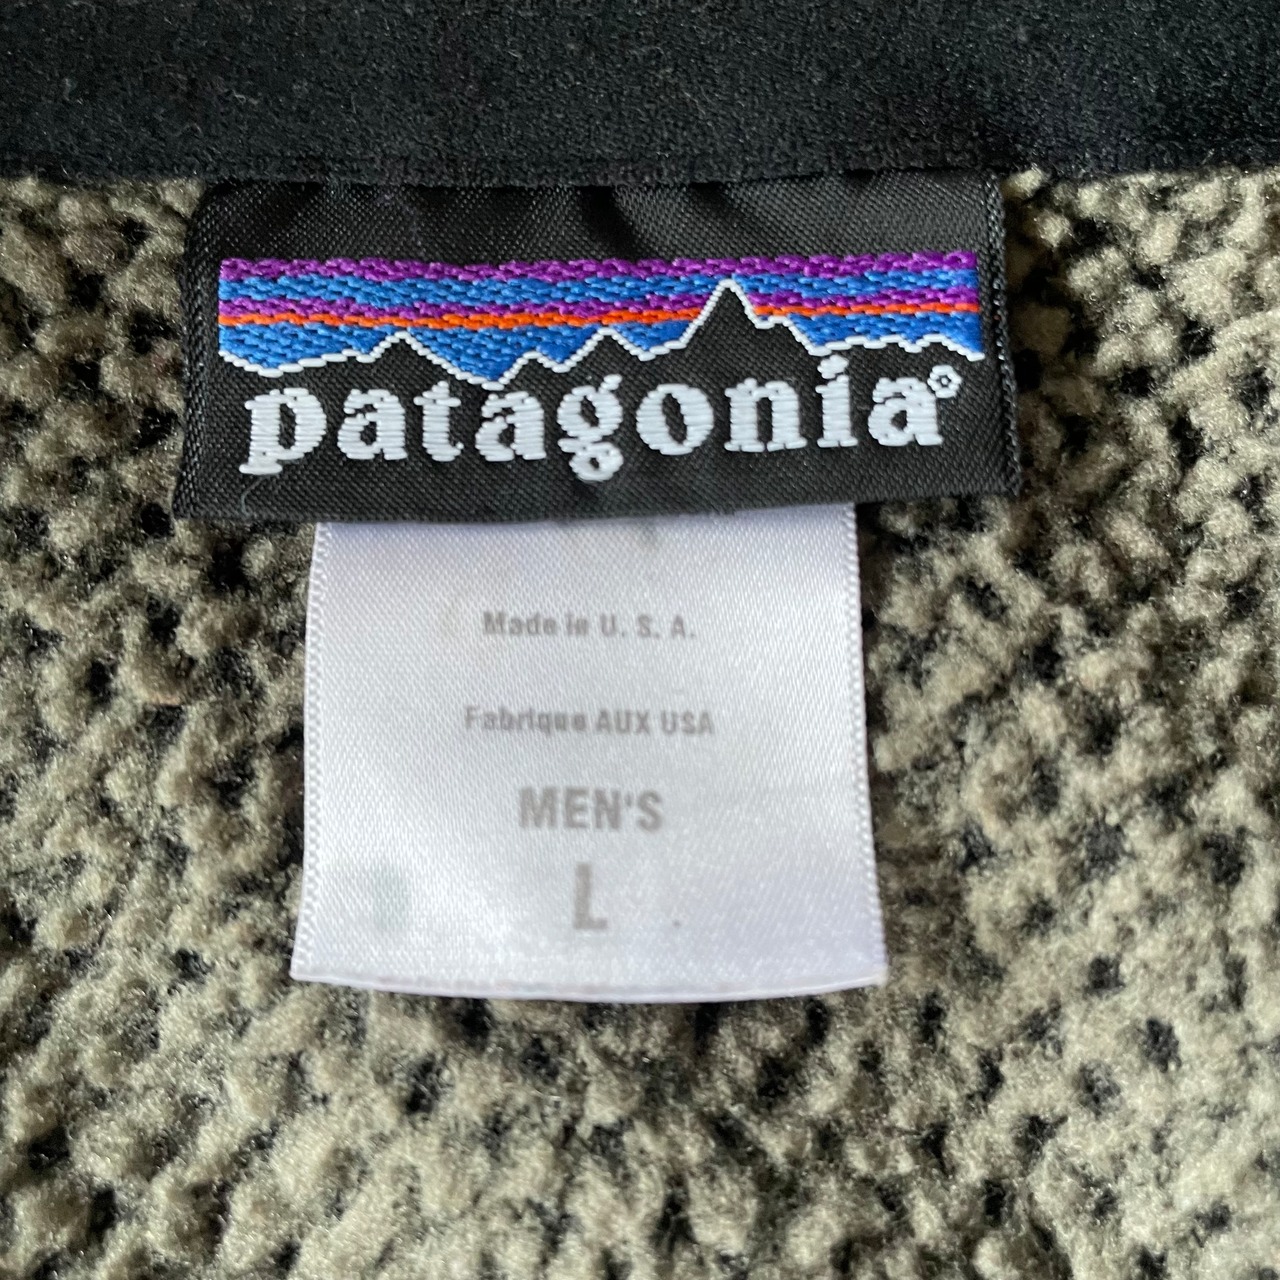 patagonia®
Made in U. S. A.
Fabrique AUX USA
MEN'S
L